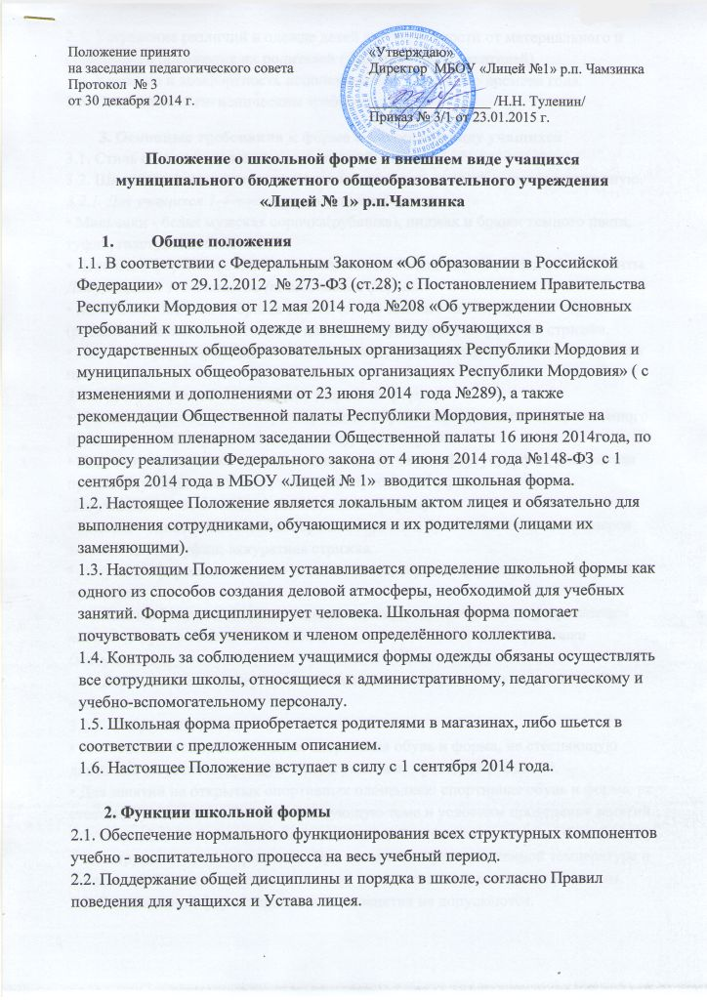 Положение принято
на заседании педагогического совета
Протокол № 3
от 30 декабря 2014 г.
«Утверждаю»
Директор МБОУ «Лицей №1» р.п. Чамзинка
/Н.Н. Туленин/
Приказ № 3/1 от 23.01.2015 г.
Положение о школьной форме и внешнем виде учащихся
муниципального бюджетного общеобразовательного учреждения
«Лицей № 1» р.п.Чамзинка
1. Общие положения
1.1. В соответствии с Федеральным Законом «Об образовании в Российской
Федерации» от 29.12.2012 № 273-ФЗ (ст.28); с Постановлением Правительства
Республики Мордовия от 12 мая 2014 года №208 «Об утверждении Основных
требований к школьной одежде и внешнему виду обучающихся в
государственных общеобразовательных организациях Республики Мордовия и
муниципальных общеобразовательных организациях Республики Мордовия» ( с
изменениями и дополнениями от 23 июня 2014 года №289), а также
рекомендации Общественной палаты Республики Мордовия, принятые на
расширенном пленарном заседании Общественной палаты 16 июня 2014года, по
вопросу реализации Федерального закона от 4 июня 2014 года №148-ФЗ с 1
сентября 2014 года в МБОУ «Лицей № 1» вводится школьная форма.
1.2. Настоящее Положение является локальным актом лицея и обязательно для
выполнения сотрудниками, обучающимися и их родителями (лицами их
заменяющими).
1.3. Настоящим Положением устанавливается определение школьной формы как
одного из способов создания деловой атмосферы, необходимой для учебных
занятий. Форма дисциплинирует человека. Школьная форма помогает
почувствовать себя учеником и членом определённого коллектива.
1.4. Контроль за соблюдением учащимися формы одежды обязаны осуществлять
все сотрудники школы, относящиеся к административному, педагогическому и
учебно-вспомогательному персоналу.
1.5. Школьная форма приобретается родителями в магазинах, либо шьется в
соответствии с предложенным описанием.
1.6. Настоящее Положение вступает в силу с 1 сентября 2014 года.
2. Функции школьной формы
2.1. Обеспечение нормального функционирования всех структурных компонентов
учебно - воспитательного процесса на весь учебный период.
2.2. Поддержание общей дисциплины и порядка в школе, согласно Правил
поведения для учащихся и Устава лицея.